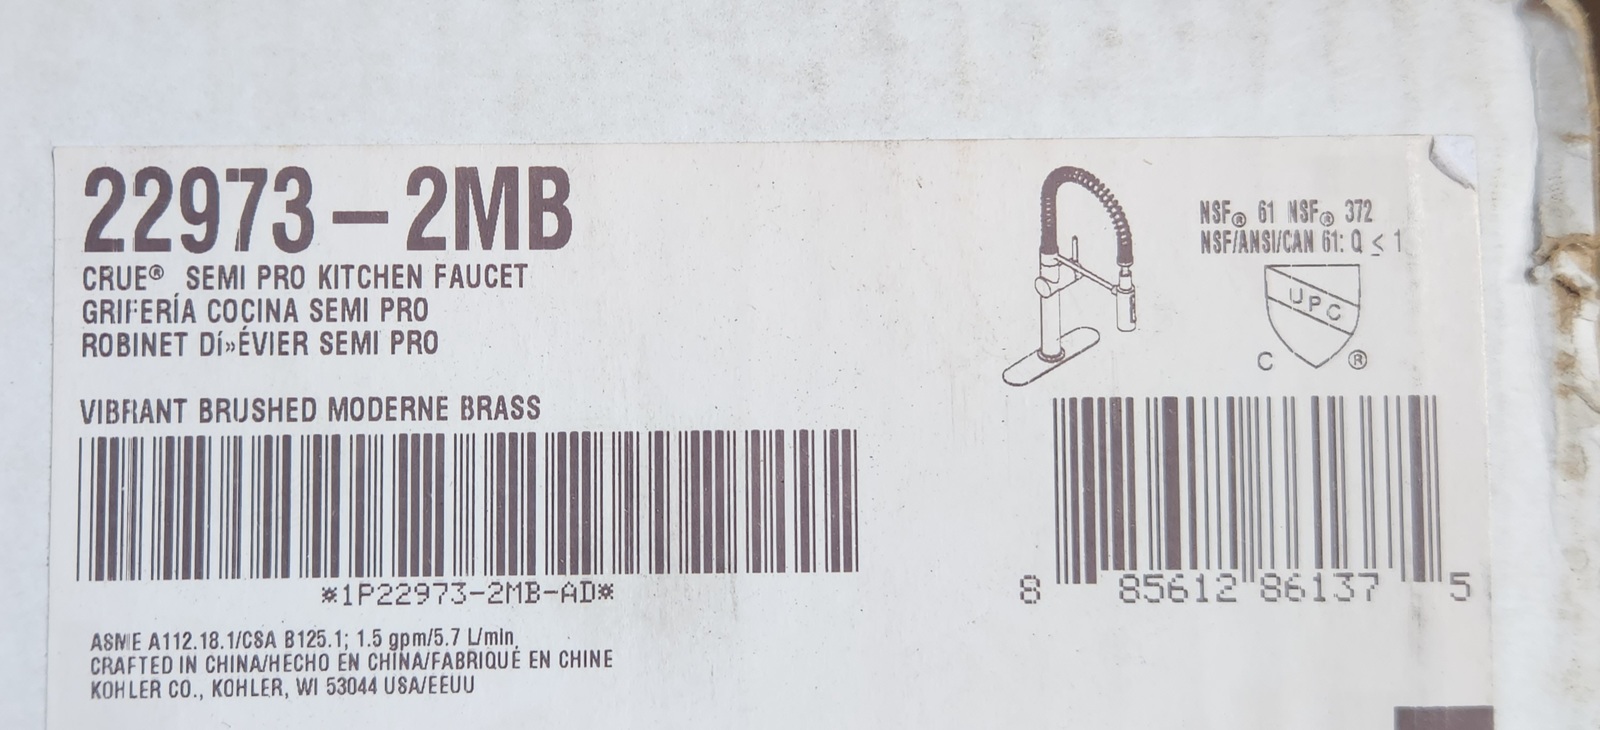 22973-2MB
CRUE® SEMI PRO KITCHEN FAUCET
GRIFERÍA COCINA SEMI PRO
ROBINET Dí»ÉVIER SEMI PRO
VIBRANT BRUSHED MODERNE BRASS
*1P22973-2MB-AD*
ASME A112.18.1/CSA B125.1; 1.5 gpm/5.7 L/min.
CRAFTED IN CHINA/HECHO EN CHINA/FABRIQUÉ EN CHINE
KOHLER CO., KOHLER, WI 53044 USA/EEUU
NSF® 61 NSF® 372
NSF/ANSI/CAN 61: Q ≤ 1
UPC
C ®
8 85612 86137 5